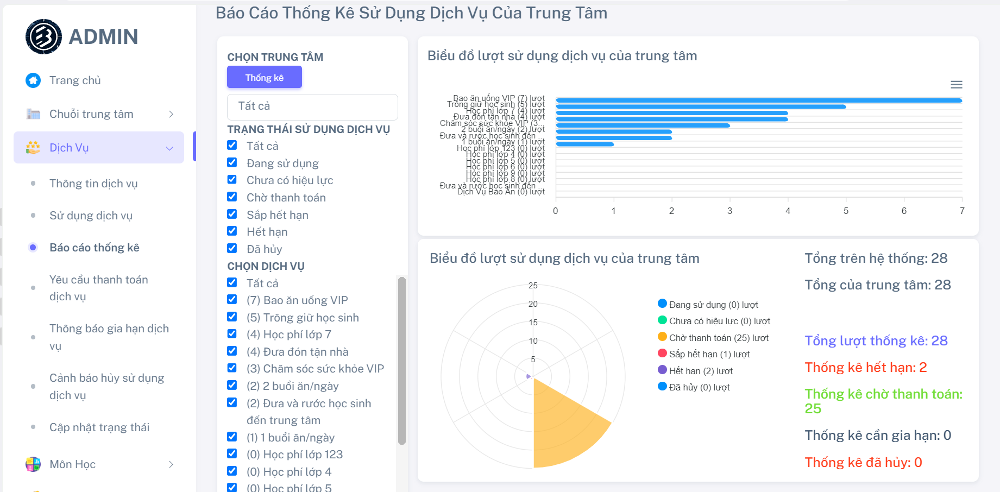 Báo Cáo Thống Kê Sử Dụng Dịch Vụ Của Trung Tâm
ADMIN
Trang chủ
Chuỗi trung tâm
Dịch Vụ
Thông tin dịch vụ
Sử dụng dịch vụ
Báo cáo thống kê
Yêu cầu thanh toán
dịch vụ
Thông báo gia hạn dịch
vụ
Cảnh báo hủy sử dụng
dịch vụ
Cập nhật trạng thái
Môn Học
CHỌN TRUNG TÂM
Thống kê
Tất cả
TRẠNG THÁI SỬ DỤNG DỊCH VỤ
Tất cả
Đang sử dụng
Chưa có hiệu lực
Chờ thanh toán
Sắp hết hạn
Hết hạn
Đã hủy
CHỌN DỊCH VỤ
Tất cả
(7) Bao ăn uống VIP
(5) Trông giữ học sinh
(4) Học phí lớp 7
(4) Đưa đón tận nhà
(3) Chăm sóc sức khỏe VIP
(2) 2 buổi ăn/ngày
(2) Đưa và rước học sinh
đến trung tâm
(1) 1 buổi ăn/ngày
(0) Học phí lớp 123
(0) Học phí lớp 4
(0) Học phí lớp 5
Biểu đồ lượt sử dụng dịch vụ của trung tâm
Bao ăn uống VIP (7) lượt
Trông giữ học sinh (5) lượt
Học phí lớp 7 (4) lượt
Đưa đón tận nhà (4) lượt
Chăm sóc sức khỏe VIP (3...
2 buổi ăn/ngày (2) lượt
Đưa và rước học sinh đến ...
1 buổi ăn/ngày (1) lượt
Học phí lớp 123 (0) lượt
Học phí lớp 4 (0) lượt
Học phí lớp 5 (0) lượt
Học phí lớp 6 (0) lượt
Học phí lớp 9 (0) lượt
Học phí lớp 8 (0) lượt
Đưa và rước học sinh đến ...
Dịch Vụ Bao Ăn (0) lượt
0 1 2 3 4 5 6 7
Biểu đồ lượt sử dụng dịch vụ của trung tâm
25
20
15
10
5
Đang sử dụng (0) lượt
Chưa có hiệu lực (0) lượt
Chờ thanh toán (25) lượt
Sắp hết hạn (1) lượt
Hết hạn (2) lượt
Đã hủy (0) lượt
Tổng trên hệ thống: 28
Tổng của trung tâm: 28
Tổng lượt thống kê: 28
Thống kê hết hạn: 2
Thống kê chờ thanh toán:
25
Thống kê cần gia hạn: 0
Thống kê đã hủy: 0